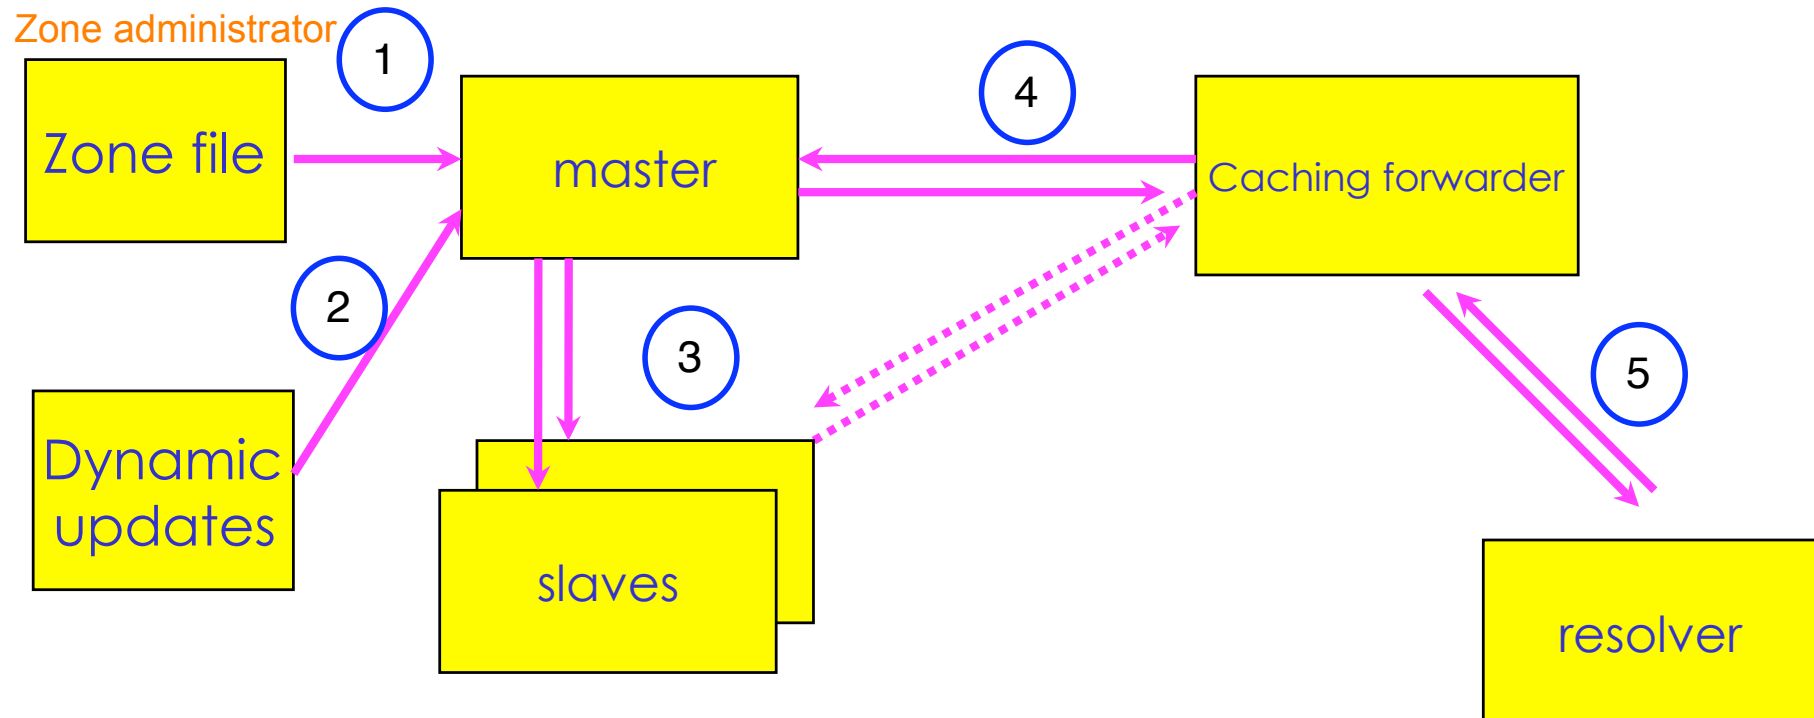 Zone administrator
1
4
Zone file
master
Caching forwarder
2
3
5
Dynamic
updates
slaves
resolver